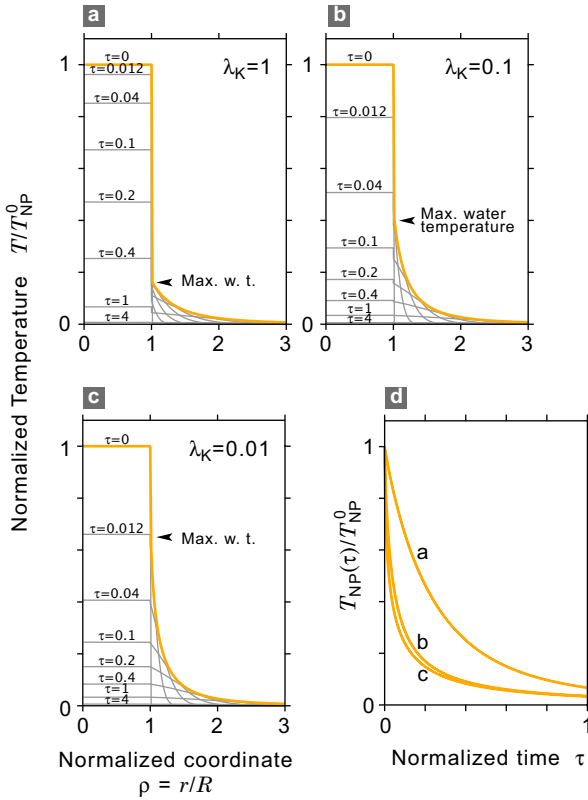 a
τ=0
τ=0.012
τ=0.04
τ=0.1
τ=0.2
τ=0.4
τ=1
τ=4
λK=1
Max. w. t.
1
0
0
1
2
3
b
τ=0
τ=0.012
τ=0.04
τ=0.1
τ=0.2
τ=0.4
τ=1
τ=4
λK=0.1
Max. water
temperature
1
0
0
1
2
3
Normalized Temperature T/T⁰NP
c
τ=0
τ=0.012
τ=0.04
τ=0.1
τ=0.2
τ=0.4
τ=1
τ=4
λK=0.01
Max. w. t.
1
0
0
1
2
3
Normalized coordinate
ρ = r/R
d
TNP(τ)/T⁰NP
a
b
c
1
0
0
1
Normalized time τ